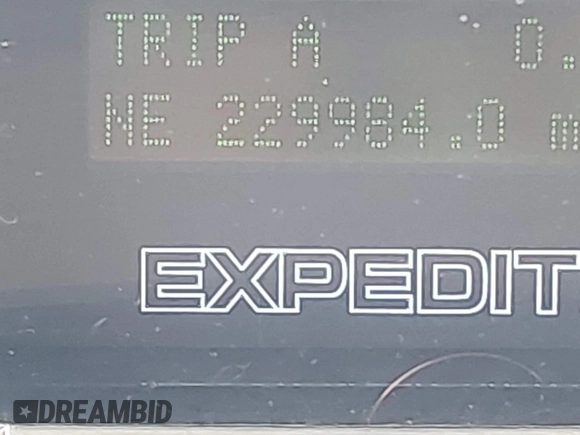 TRIP A 0.
NE 229984.0 m
EXPEDIT
DREAMBID